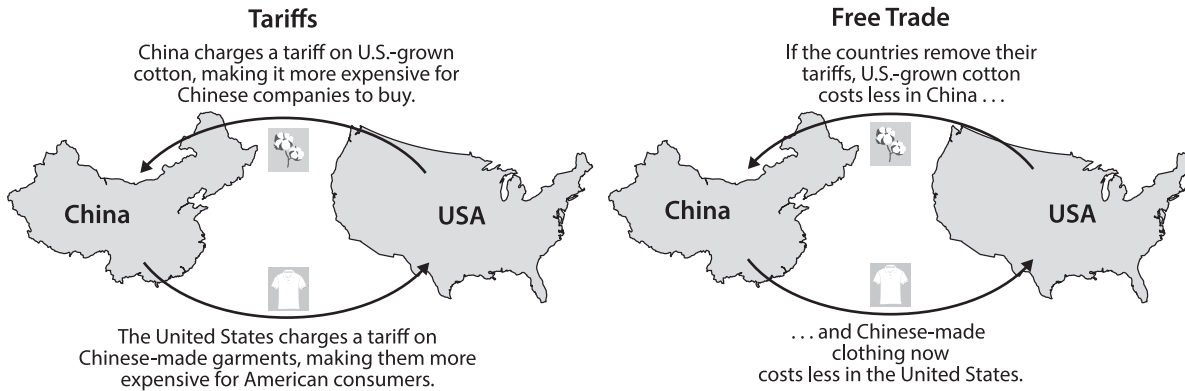 Tariffs
China charges a tariff on U.S.-grown
cotton, making it more expensive for
Chinese companies to buy.
China
USA
The United States charges a tariff on
Chinese-made garments, making them more
expensive for American consumers.
Free Trade
If the countries remove their
tariffs, U.S.-grown cotton
costs less in China . . .
China
USA
. . . and Chinese-made
clothing now
costs less in the United States.